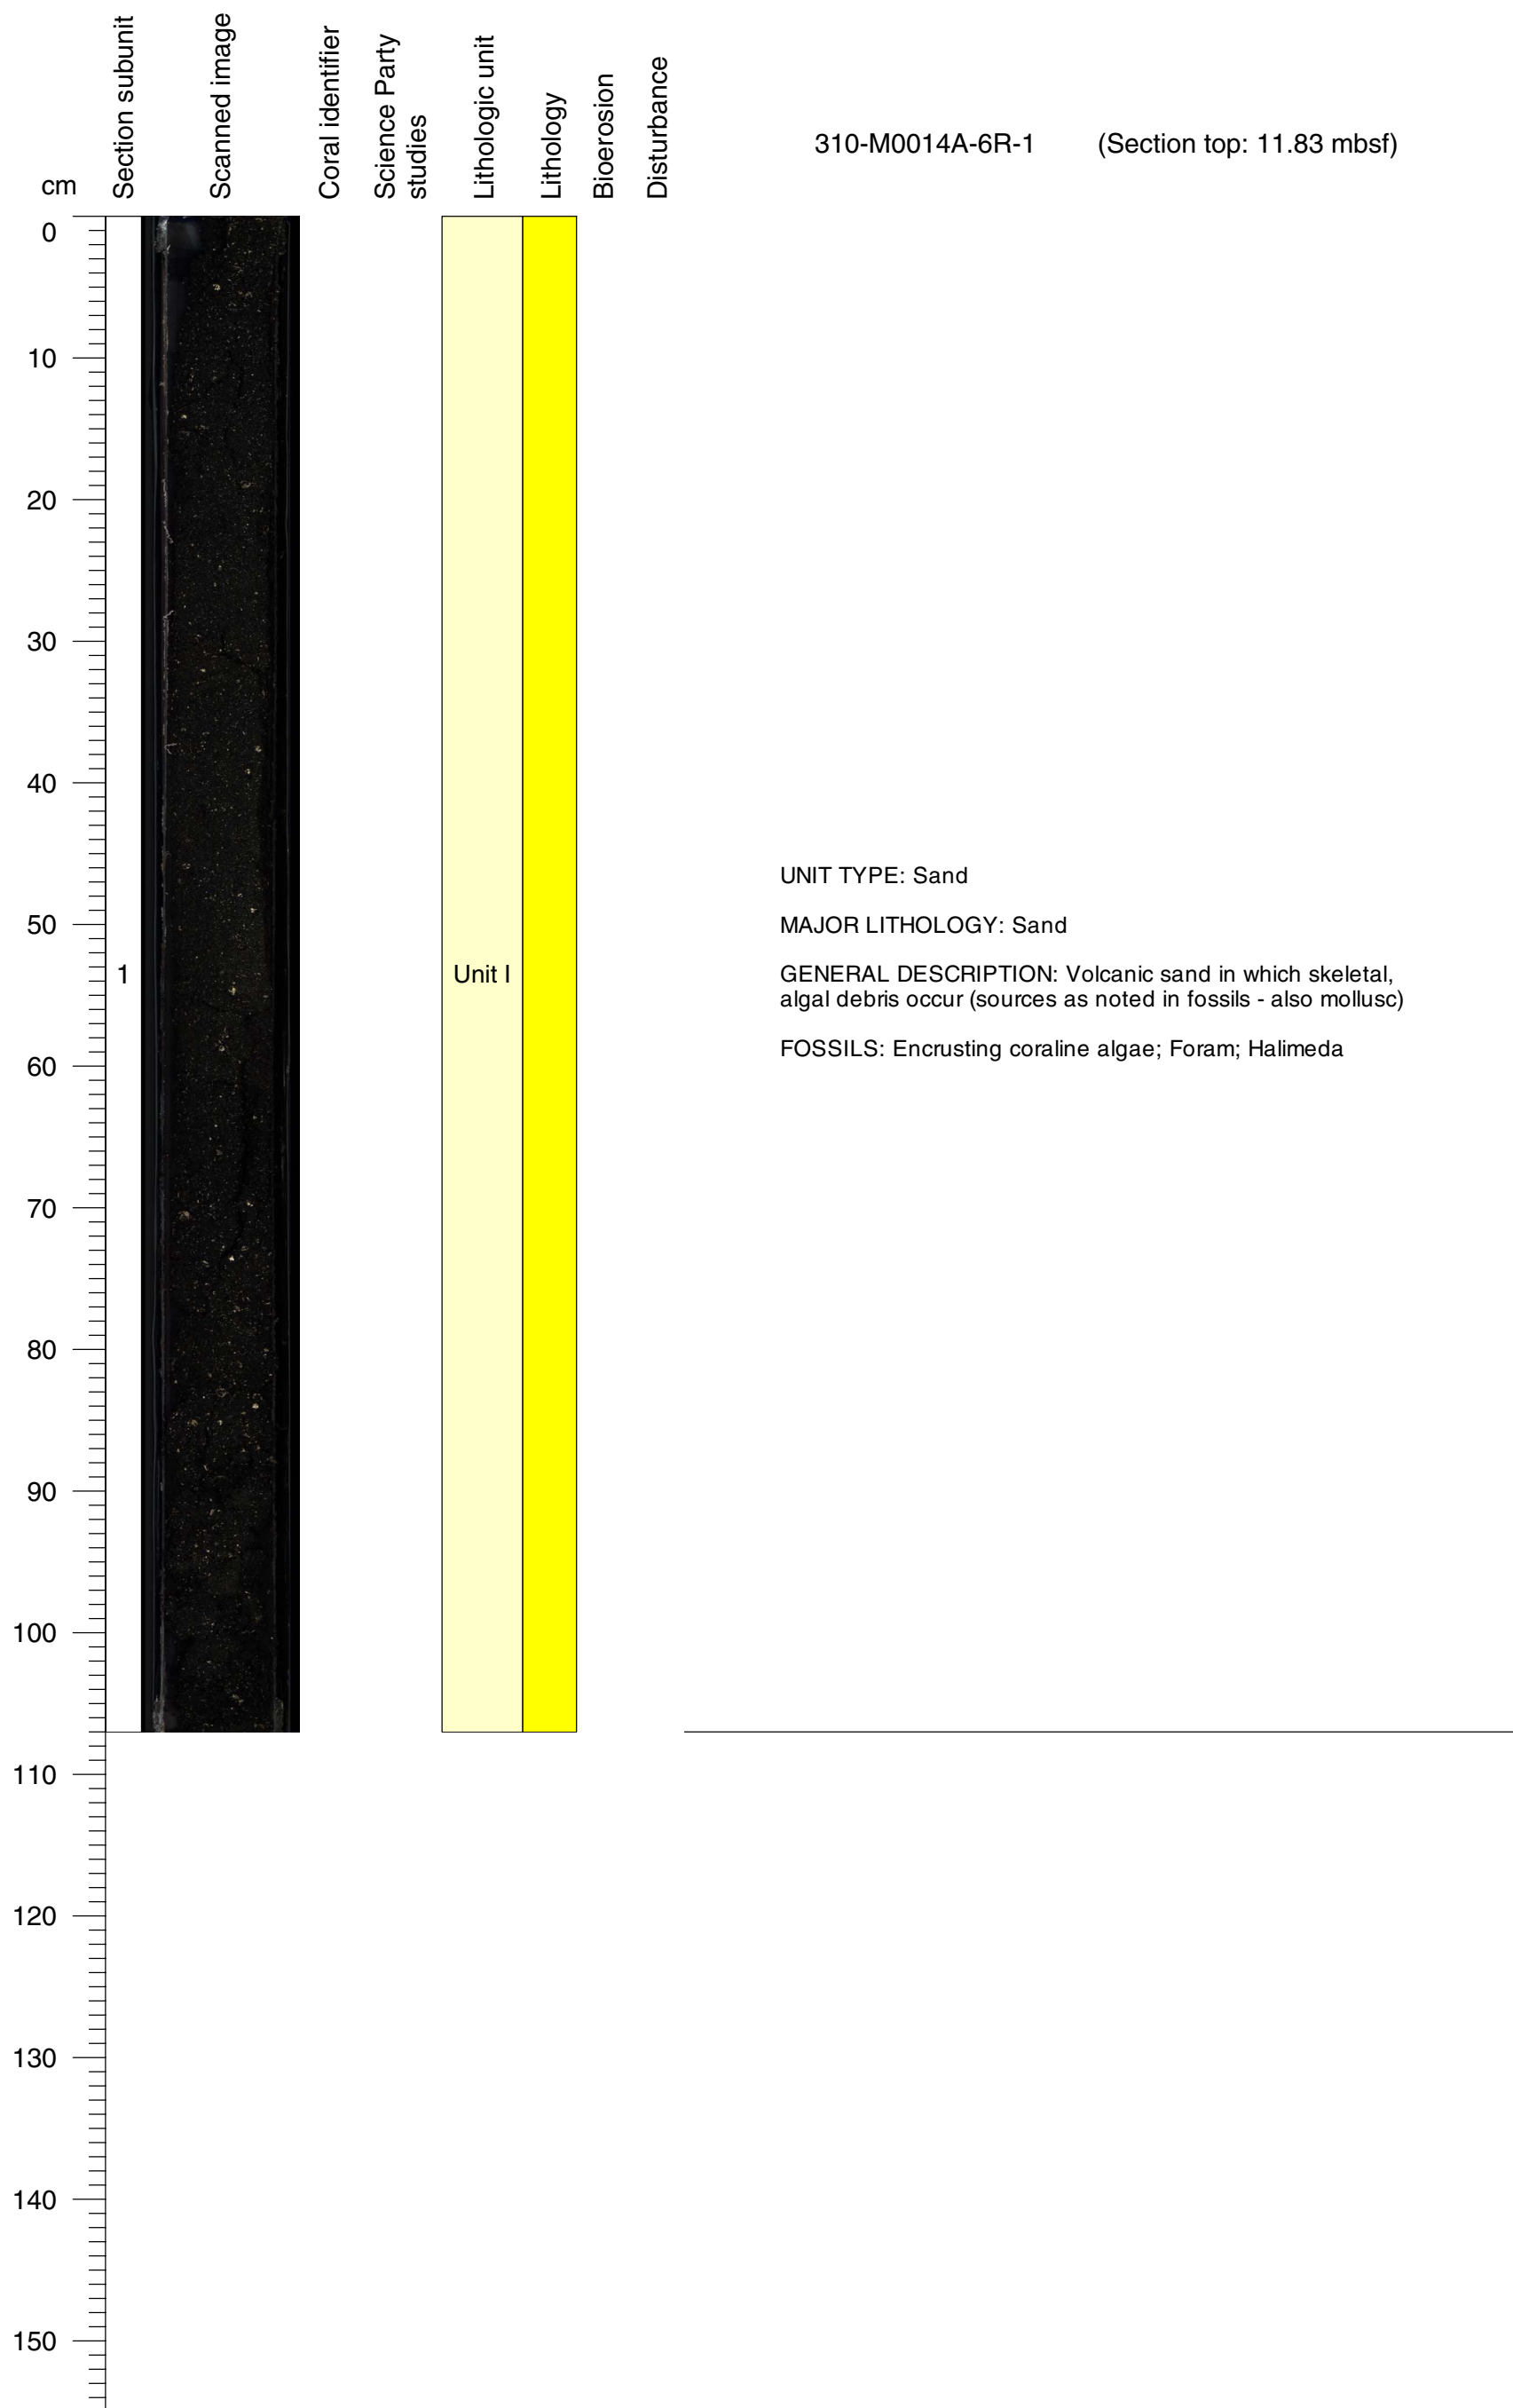 Section subunit
Scanned image
Coral identifier
Science Party
studies
Lithologic unit
Lithology
Bioerosion
Disturbance
310-M0014A-6R-1 (Section top: 11.83 mbsf)
cm
0
10
20
30
40
UNIT TYPE: Sand
50
MAJOR LITHOLOGY: Sand
1
Unit I
GENERAL DESCRIPTION: Volcanic sand in which skeletal,
algal debris occur (sources as noted in fossils - also mollusc)
FOSSILS: Encrusting coraline algae; Foram; Halimeda
60
70
80
90
100
110
120
130
140
150